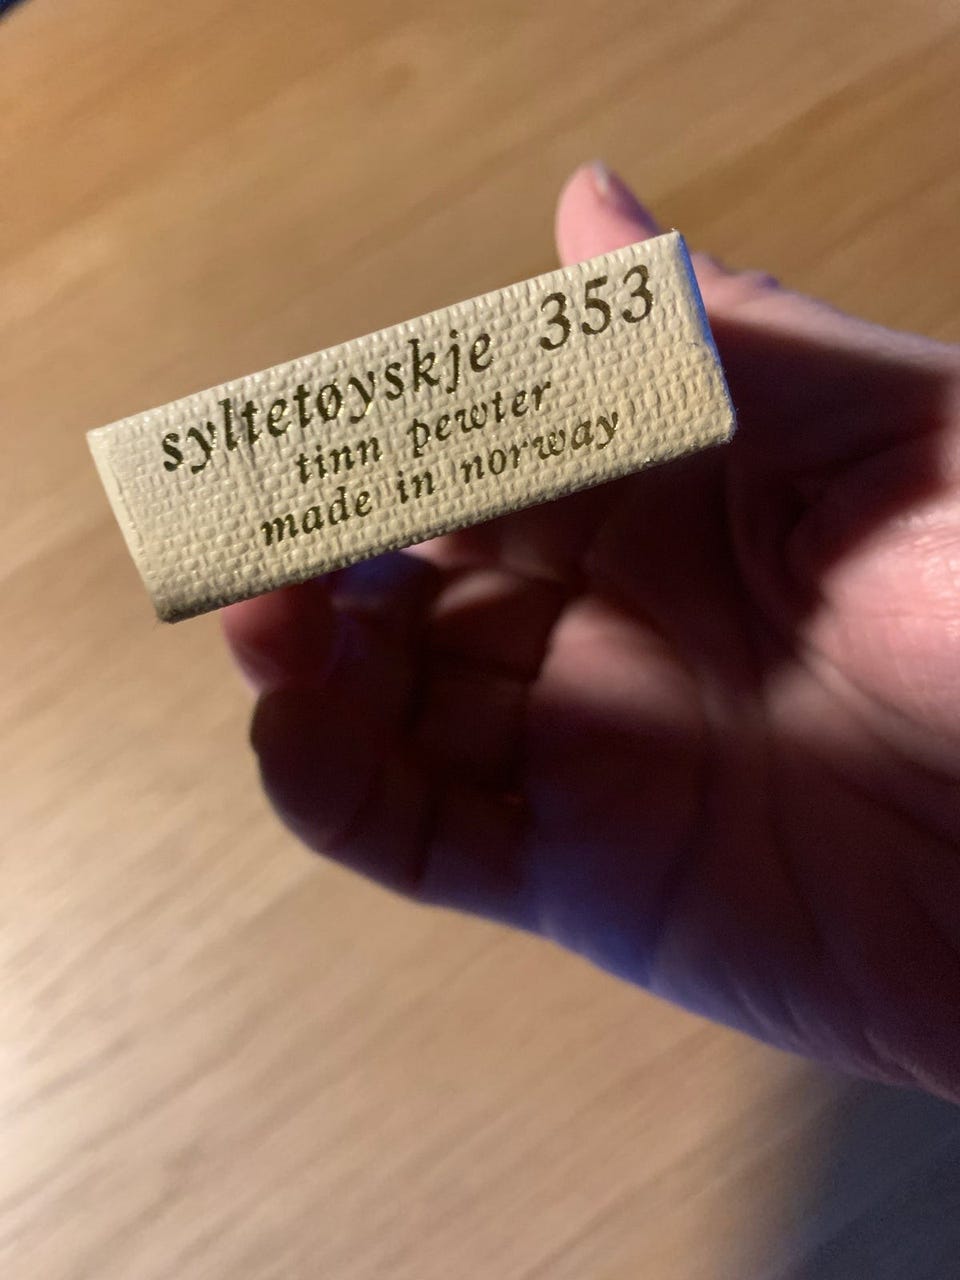 syltetøyskje 353
tinn pewter
made in norway